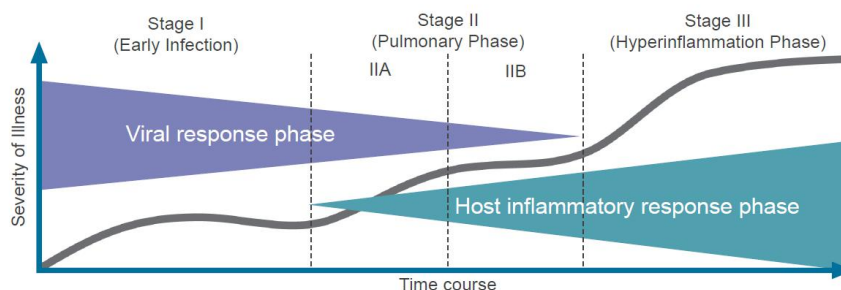 Stage I
(Early Infection)
Stage II
(Pulmonary Phase)
Stage III
(Hyperinflammation Phase)
IIA
IIB
Severity of Illness
Viral response phase
Host inflammatory response phase
Time course